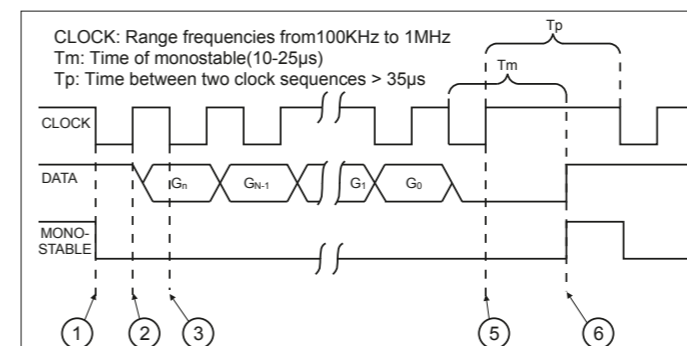 CLOCK: Range frequencies from100KHz to 1MHz
Tm: Time of monostable(10-25μs)
Tp: Time between two clock sequences > 35μs
Tp
Tm
CLOCK
DATA
Gn
GN-1
G1
G0
MONO-
STABLE
1
2
3
5
6